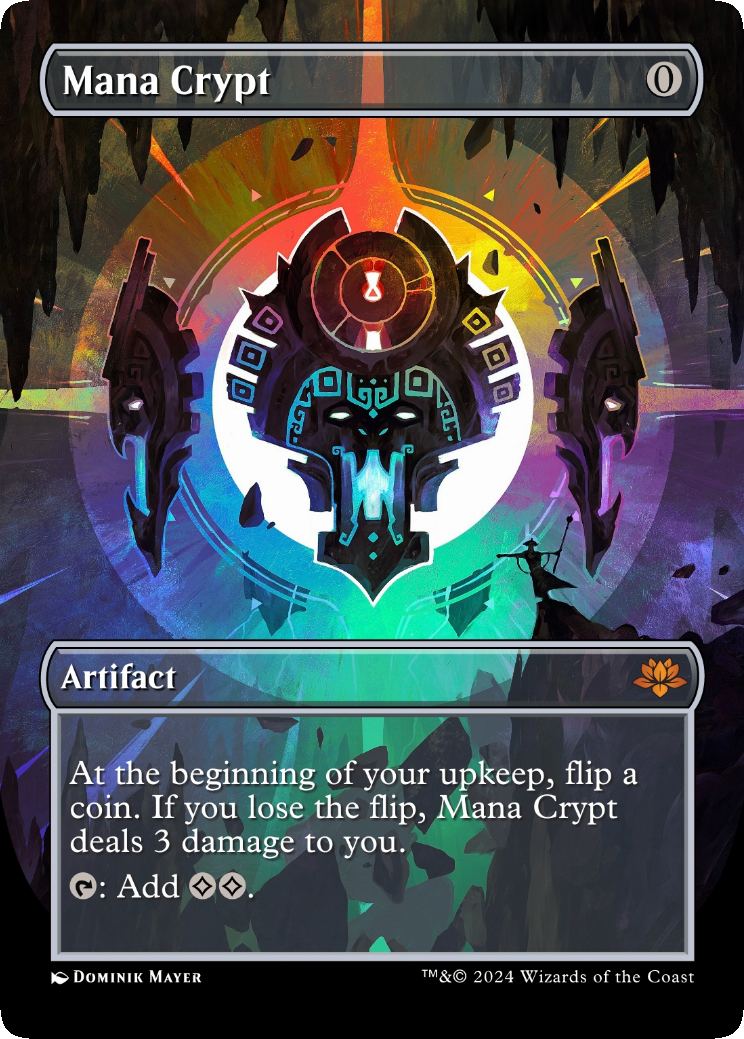 Mana Crypt 0
Artifact
At the beginning of your upkeep, flip a
coin. If you lose the flip, Mana Crypt
deals 3 damage to you.
: Add .
Dominik Mayer ™&© 2024 Wizards of the Coast